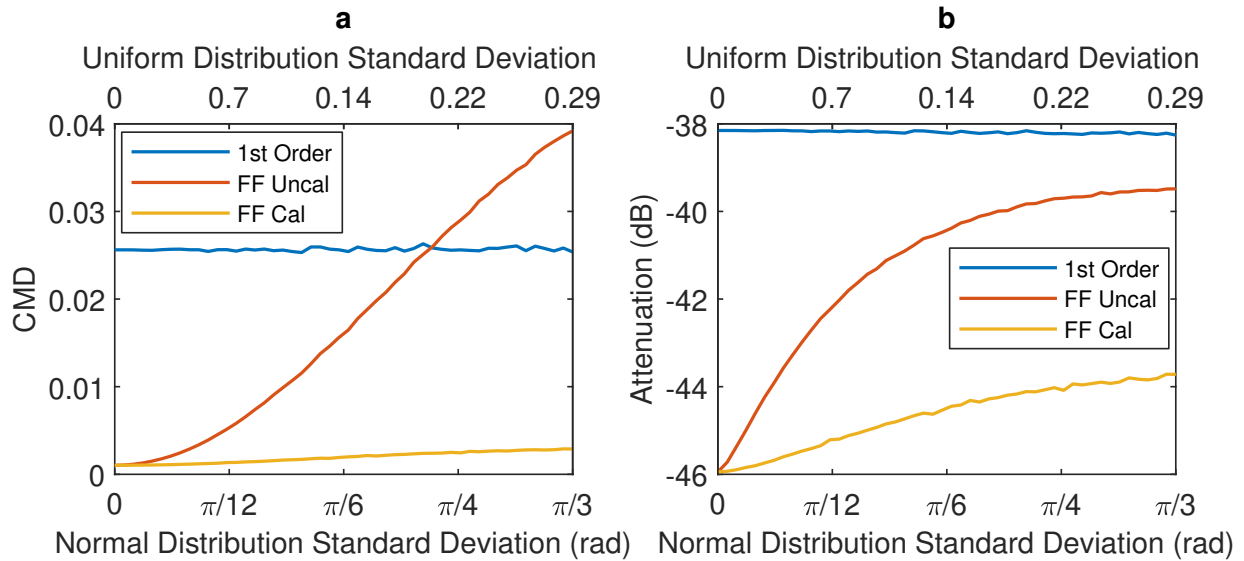 a
Uniform Distribution Standard Deviation
0 0.7 0.14 0.22 0.29
0.04
0.03
0.02
0.01
0
CMD
1st Order
FF Uncal
FF Cal
0 π/12 π/6 π/4 π/3
Normal Distribution Standard Deviation (rad)
b
Uniform Distribution Standard Deviation
0 0.7 0.14 0.22 0.29
-38
-40
-42
-44
-46
Attenuation (dB)
1st Order
FF Uncal
FF Cal
0 π/12 π/6 π/4 π/3
Normal Distribution Standard Deviation (rad)